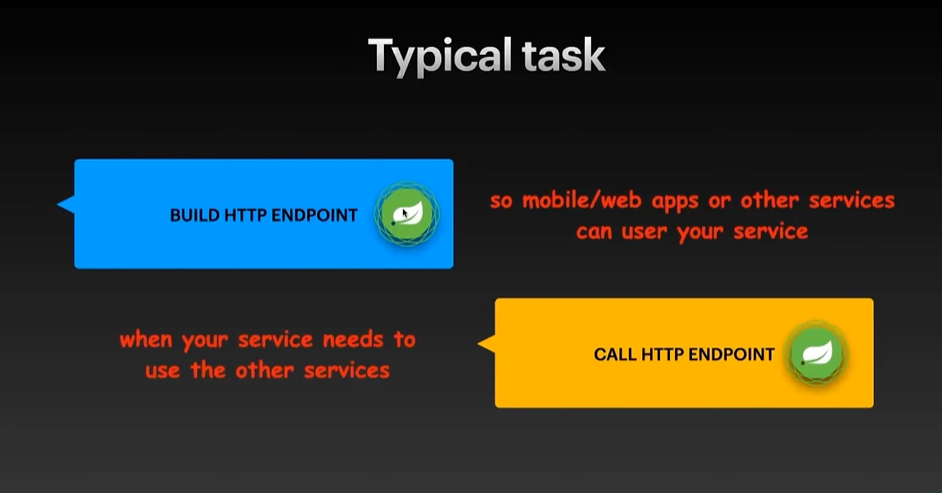 Typical task
BUILD HTTP ENDPOINT
so mobile/web apps or other services
can user your service
when your service needs to
use the other services
CALL HTTP ENDPOINT